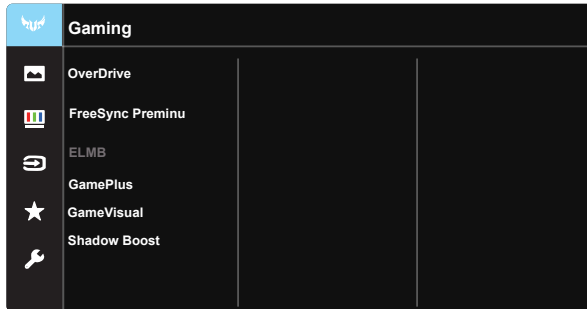 Gaming
OverDrive
FreeSync Preminu
ELMB
GamePlus
GameVisual
Shadow Boost